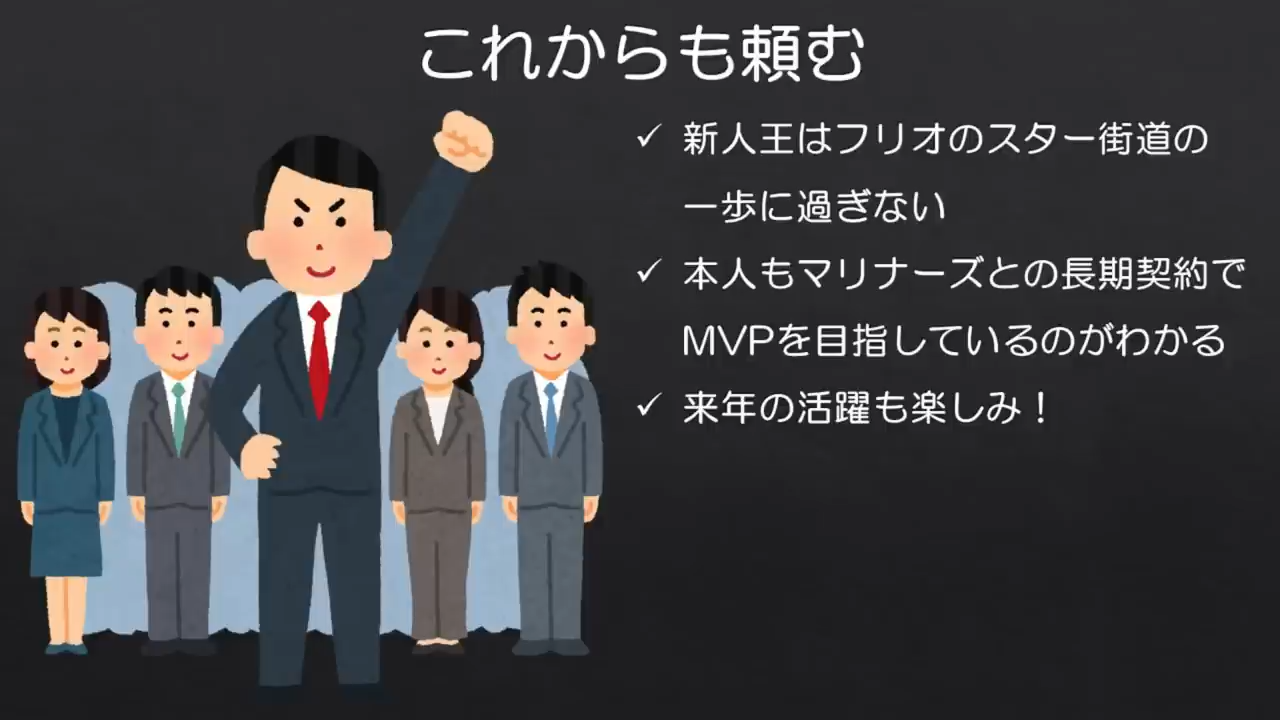 これからも頼む
✓ 新人王はフリオのスター街道の
一歩に過ぎない
✓ 本人もマリナーズとの長期契約で
MVPを目指しているのがわかる
✓ 来年の活躍も楽しみ！